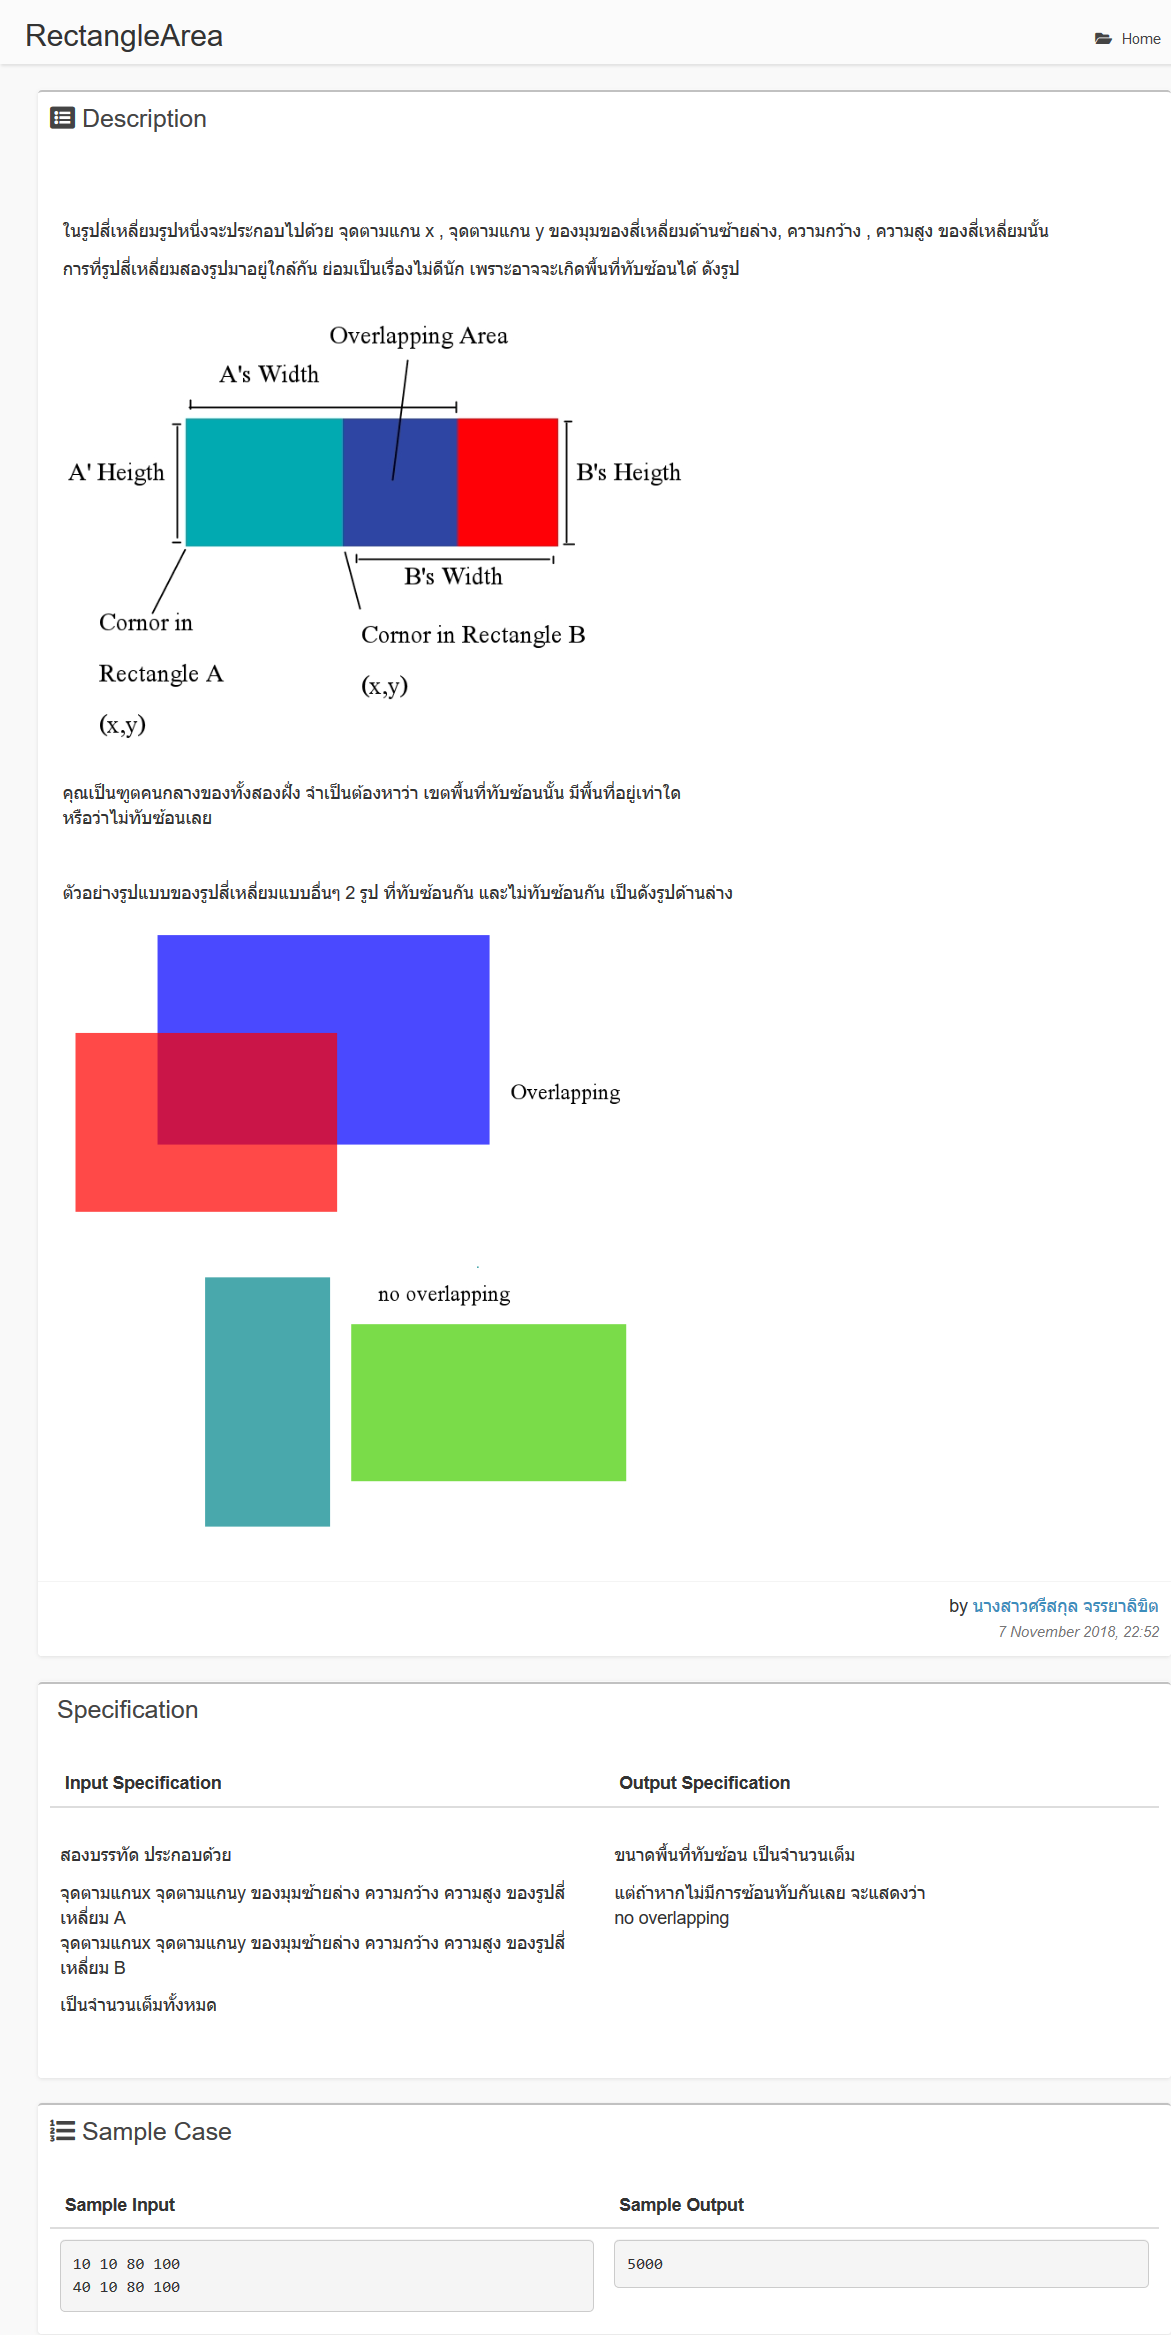 RectangleArea
Home
Description
ในรูปสี่เหลี่ยมรูปหนึ่งจะประกอบไปด้วย จุดตามแกน x , จุดตามแกน y ของมุมของสี่เหลี่ยมด้านซ้ายล่าง, ความกว้าง , ความสูง ของสี่เหลี่ยมนั้น
การที่รูปสี่เหลี่ยมสองรูปมาอยู่ใกล้กัน ย่อมเป็นเรื่องไม่ดีนัก เพราะอาจจะเกิดพื้นที่ทับซ้อนได้ ดังรูป
Overlapping Area
A's Width
A' Heigth
B's Heigth
B's Width
Cornor in
Rectangle A
(x,y)
Cornor in Rectangle B
(x,y)
คุณเป็นฑูตคนกลางของทั้งสองฝั่ง จำเป็นต้องหาว่า เขตพื้นที่ทับซ้อนนั้น มีพื้นที่อยู่เท่าใด
หรือว่าไม่ทับซ้อนเลย
ตัวอย่างรูปแบบของรูปสี่เหลี่ยมแบบอื่นๆ 2 รูป ที่ทับซ้อนกัน และไม่ทับซ้อนกัน เป็นดังรูปด้านล่าง
Overlapping
no overlapping
by นางสาวศรีสกุล จรรยาลิขิต
7 November 2018, 22:52
Specification
Input Specification
สองบรรทัด ประกอบด้วย
จุดตามแกนx จุดตามแกนy ของมุมซ้ายล่าง ความกว้าง ความสูง ของรูปสี่
เหลี่ยม A
จุดตามแกนx จุดตามแกนy ของมุมซ้ายล่าง ความกว้าง ความสูง ของรูปสี่
เหลี่ยม B
เป็นจำนวนเต็มทั้งหมด
Output Specification
ขนาดพื้นที่ทับซ้อน เป็นจำนวนเต็ม
แต่ถ้าหากไม่มีการซ้อนทับกันเลย จะแสดงว่า
no overlapping
Sample Case
Sample Input
10 10 80 100
40 10 80 100
Sample Output
5000